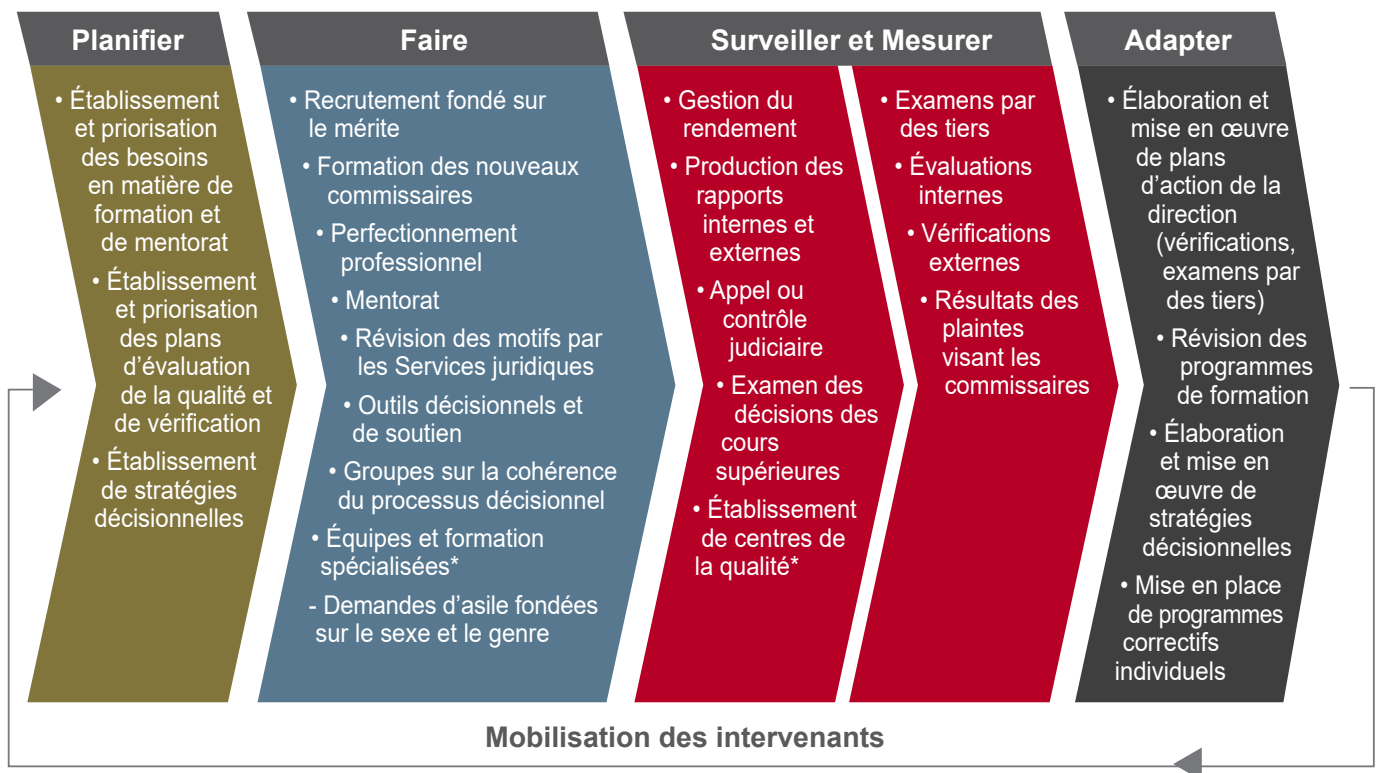 Planifier
• Établissement
et priorisation
des besoins
en matière de
formation et
de mentorat
• Établissement
et priorisation
des plans
d'évaluation
de la qualité et
de vérification
• Établissement
de stratégies
décisionnelles
Faire
• Recrutement fondé sur
le mérite
• Formation des nouveaux
commissaires
• Perfectionnement
professionnel
• Mentorat
• Révision des motifs par
les Services juridiques
• Outils décisionnels et
de soutien
• Groupes sur la cohérence
du processus décisionnel
• Équipes et formation
spécialisées*
- Demandes d'asile fondées
sur le sexe et le genre
Surveiller et Mesurer
• Gestion du
rendement
• Production des
rapports
internes et
externes
• Appel ou
contrôle
judiciaire
• Examen des
décisions des
cours
supérieures
• Établissement
de centres de
la qualité*
• Examens par
des tiers
• Évaluations
internes
• Vérifications
externes
• Résultats des
plaintes
visant les
commissaires
Adapter
• Élaboration et
mise en œuvre
de plans
d'action de la
direction
(vérifications,
examens par
des tiers)
• Révision des
programmes
de formation
• Élaboration
et mise en
œuvre de
stratégies
décisionnelles
• Mise en place
de programmes
correctifs
individuels
Mobilisation des intervenants